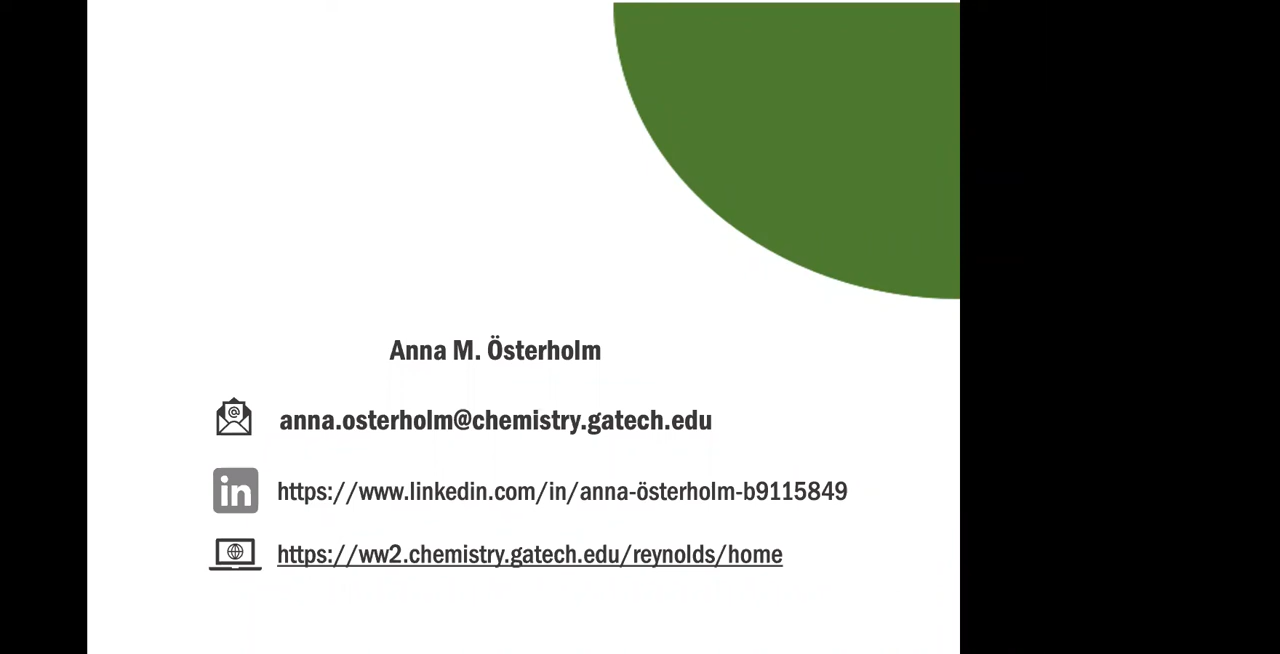 Anna M. Österholm
anna.osterholm@chemistry.gatech.edu
in https://www.linkedin.com/in/anna-österholm-b9115849
https://ww2.chemistry.gatech.edu/reynolds/home